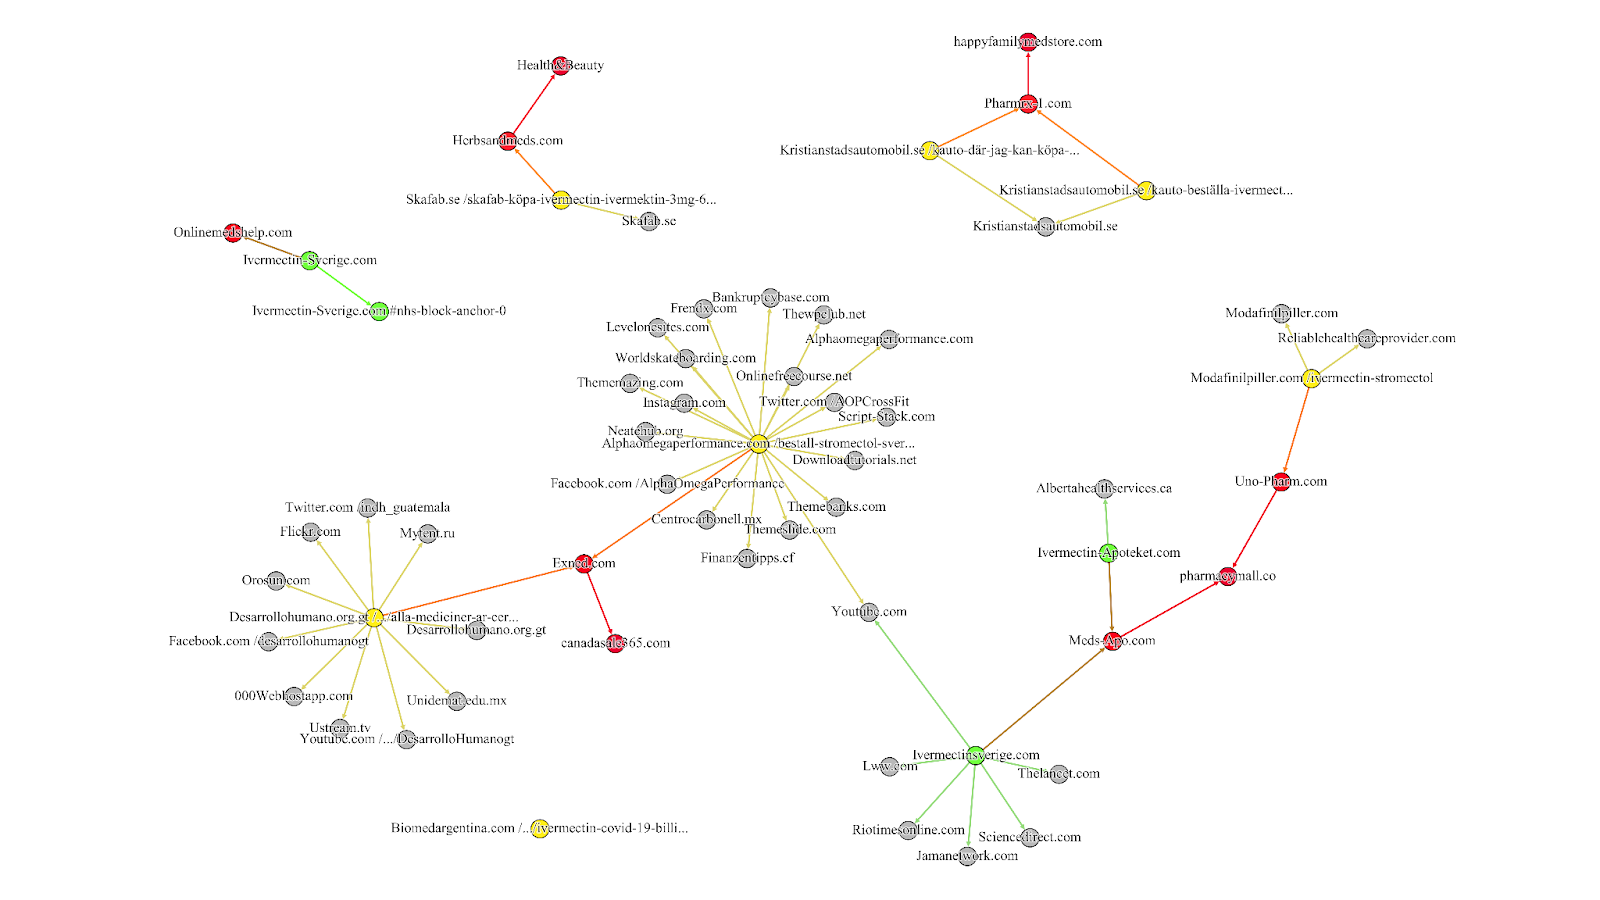 happyfamilymedstore.com
Health&Beauty
Pharmrx-1.com
Herbsandmeds.com
Kristianstadsautomobil.se /kauto-där-jag-kan-köpa-...
Kristianstadsautomobil.se /kauto-beställa-ivermect...
Skafab.se /skafab-köpa-ivermectin-ivermektin-3mg-6...
Skafab.se
Kristianstadsautomobil.se
Onlinemedshelp.com
Ivermectin-Sverige.com
Ivermectin-Sverige.com/#nhs-block-anchor-0
Bankruptcybase.com
Frendx.com
Thewpclub.net
Modafinilpiller.com
Levelonesites.com
Alphaomegaperformance.com
Reliablehealthcareprovider.com
Worldskateboarding.com
Onlinefreecourse.net
Modafinilpiller.com /ivermectin-stromectol
Thememazing.com
Instagram.com
Twitter.com /AOPCrossFit
Script-Stack.com
Neatehub.org
Alphaomegaperformance.com /bestall-stromectol-sver...
Downloadtutorials.net
Facebook.com /AlphaOmegaPerformance
Uno-Pharm.com
Albertahealthservices.ca
Twitter.com /indh_guatemala
Themebanks.com
Centrocarbonell.mx
Themeslide.com
Flickr.com
Mytent.ru
Finanzentipps.cf
Ivermectin-Apoteket.com
Exned.com
Orosun.com
pharmacymall.co
Youtube.com
Desarrollohumano.org.gt /.../alla-mediciner-ar-cer...
Desarrollohumano.org.gt
Facebook.com /desarrollohumanogt
canadasale365.com
Meds-Apo.com
000Webhostapp.com
Unidemat.edu.mx
Ustream.tv
Youtube.com /.../DesarrolloHumanogt
Ivermectinsverige.com
Lww.com
Thelancet.com
Biomedargentina.com /.../ivermectin-covid-19-billi...
Riotimesonline.com
Sciencedirect.com
Jamanetwork.com